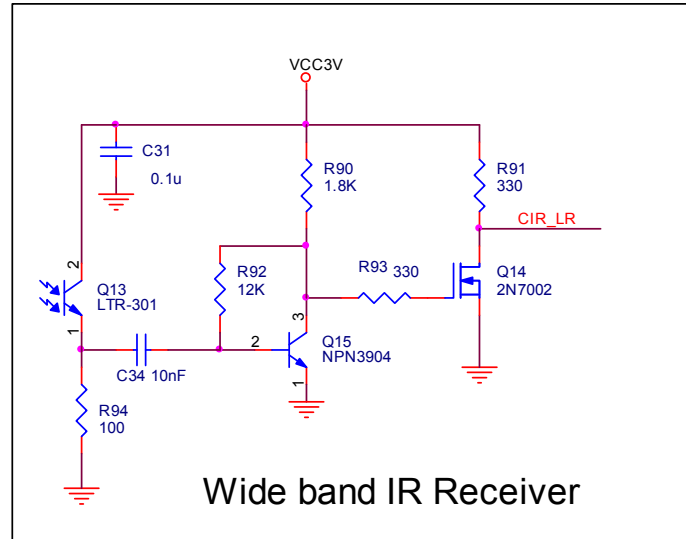 VCC3V
C31
0.1u
R90
1.8K
R91
330
CIR_LR
2
Q13
LTR-301
1
R92
12K
R93 330
Q14
2N7002
3
2
Q15
NPN3904
1
C34 10nF
R94
100
Wide band IR Receiver